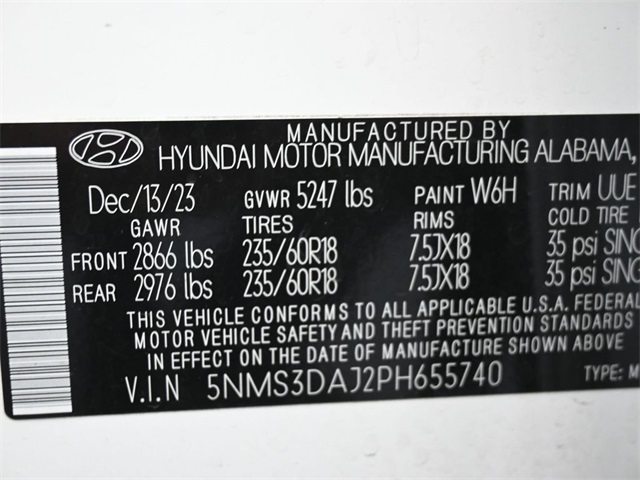 MANUFACTURED BY
HYUNDAI MOTOR MANUFACTURING ALABAMA,
Dec/13/23 GVWR 5247 lbs PAINT W6H TRIM UUE
GAWR TIRES RIMS COLD TIRE
FRONT 2866 lbs 235/60R18 7.5JX18 35 psi SING
REAR 2976 lbs 235/60R18 7.5JX18 35 psi SING
THIS VEHICLE CONFORMS TO ALL APPLICABLE U.S.A. FEDERAL
MOTOR VEHICLE SAFETY AND THEFT PREVENTION STANDARDS
IN EFFECT ON THE DATE OF MANUFACTURE SHOWN ABOVE.
V.I.N 5NMS3DAJ2PH655740 TYPE: M